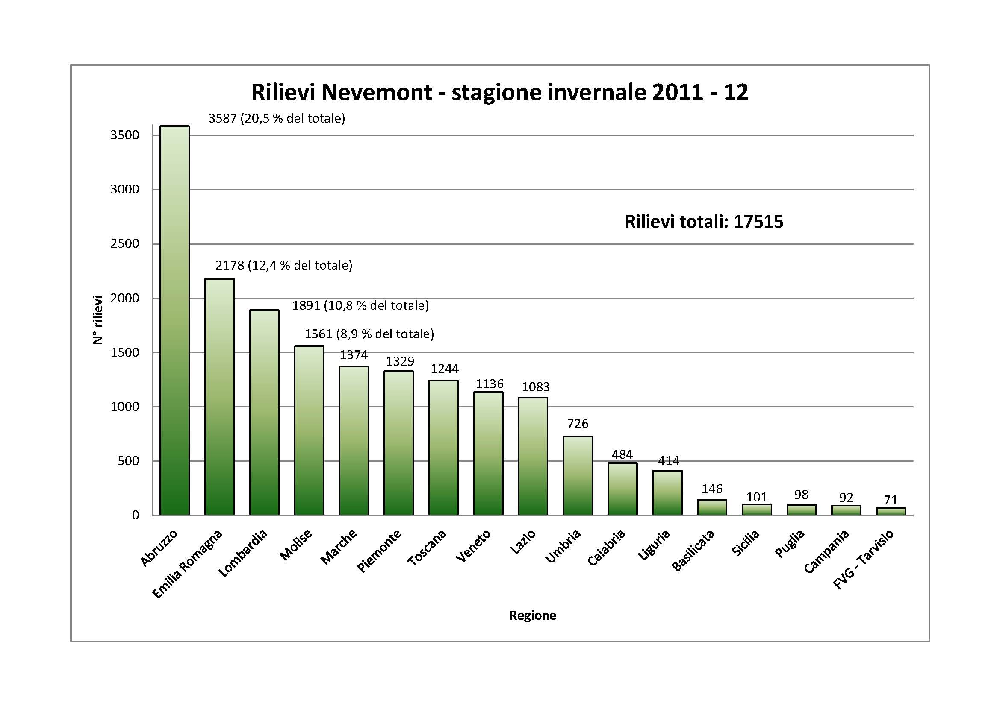 Rilievi Nevemont - stagione invernale 2011 - 12
3587 (20,5 % del totale)
3500
3000
Rilievi totali: 17515
2500
2178 (12,4 % del totale)
2000
1891 (10,8 % del totale)
N° rilievi
1561 (8,9 % del totale)
1500
1374
1329
1244
1136
1083
1000
726
500
484
414
146
101
98
92
71
0
Abruzzo
Emilia Romagna
Lombardia
Molise
Marche
Piemonte
Toscana
Veneto
Lazio
Umbria
Calabria
Liguria
Basilicata
Sicilia
Puglia
Campania
FVG - Tarvisio
Regione